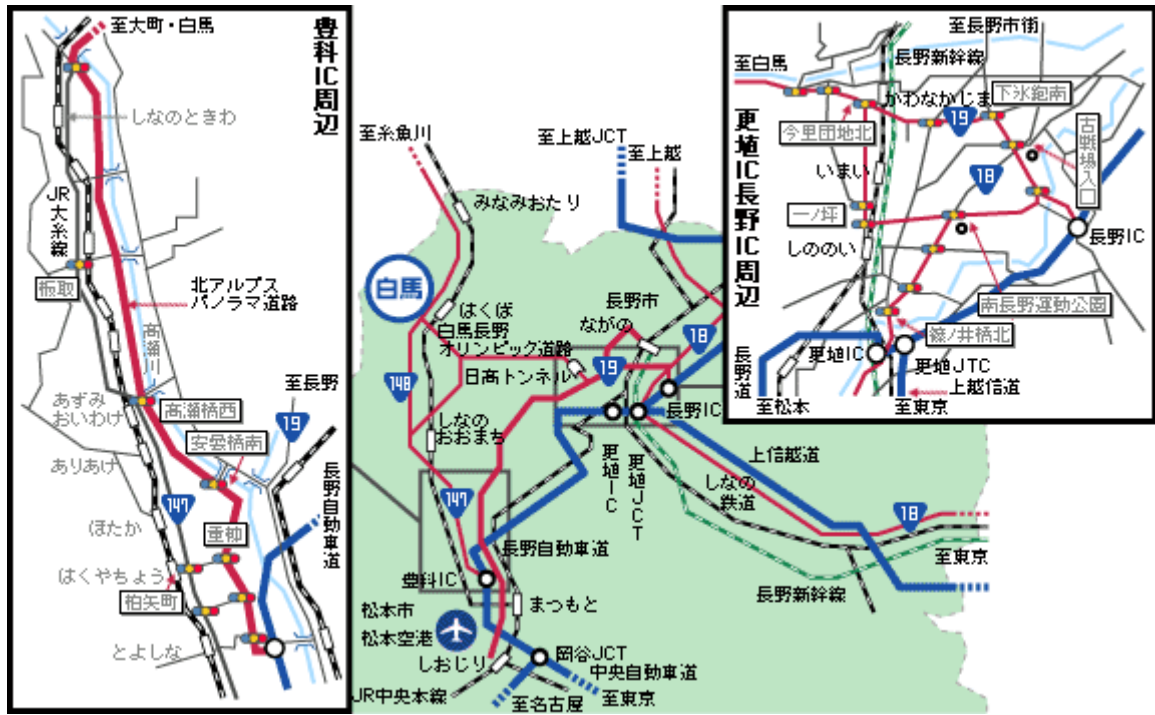 豊科IC周辺
至大町・白馬
しなのときわ
JR大糸線
板取
北アルプス
パノラマ道路
高瀬川
至長野
19
あずみ
おいわけ
高瀬橋西
安曇橋南
ありあけ
長野自動車道
147
ほたか
重柳
はくやちょう
柏矢町
とよしな
至糸魚川
至上越JCT
至上越
みなみおたり
白馬
はくば
長野市
ながの
白馬長野
オリンピック道路
18
19
日高トンネル
148
長野IC
しなの
おおまち
更埴IC
更埴JCT
上信越道
しなの
鉄道
147
18
長野自動車道
至東京
豊科IC
長野新幹線
まつもと
松本市
松本空港
岡谷JCT
しおじり
中央自動車道
JR中央本線
至名古屋
至東京
更埴IC長野IC周辺
至長野市街
長野新幹線
至白馬
下氷鉋南
かわなかじま
19
今里団地北
古戦場入口
18
いまい
一ノ坪
しののい
長野IC
南長野運動公園
篠ノ井橋北
更埴IC
更埴JTC
長野道
上越信道
至松本
至東京